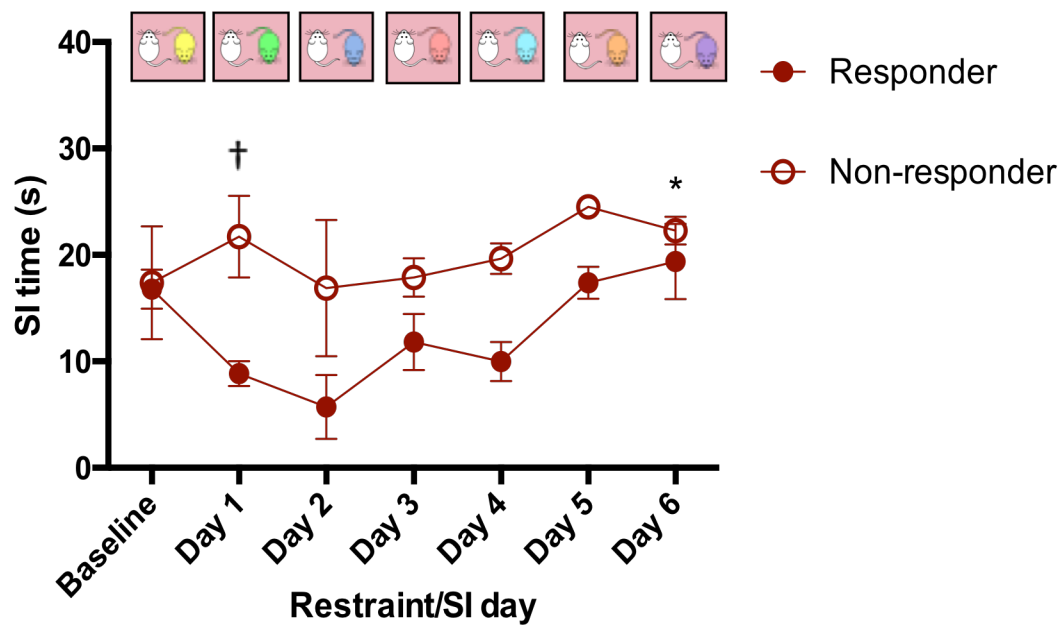 40
30
20
10
0
SI time (s)
†
*
Responder
Non-responder
Baseline
Day 1
Day 2
Day 3
Day 4
Day 5
Day 6
Restraint/SI day